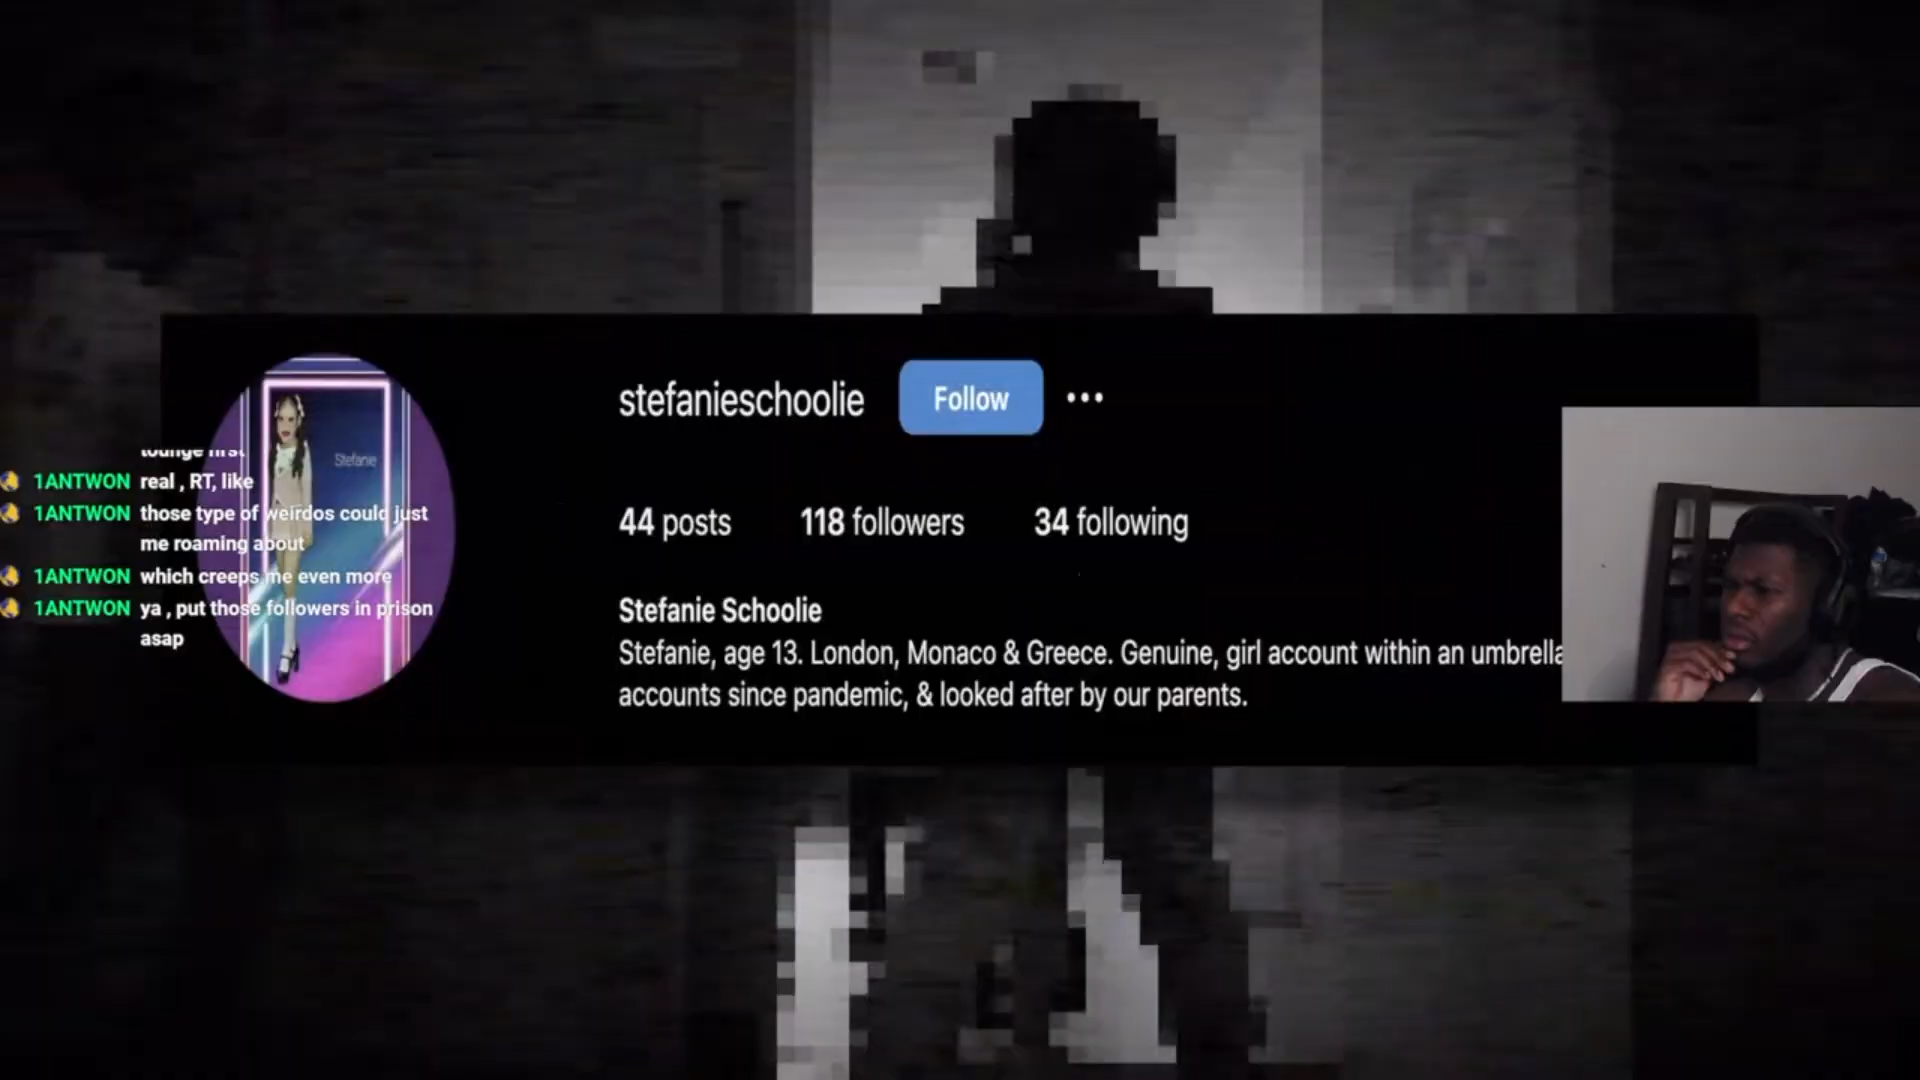 stefanieschoolie
Follow
44 posts 118 followers 34 following
Stefanie Schoolie
Stefanie, age 13. London, Monaco & Greece. Genuine, girl account within an umbrella
accounts since pandemic, & looked after by our parents.
Stefanie
lounge first
1ANTWON real , RT, like
1ANTWON those type of weirdos could just
me roaming about
1ANTWON which creeps me even more
1ANTWON ya , put those followers in prison
asap